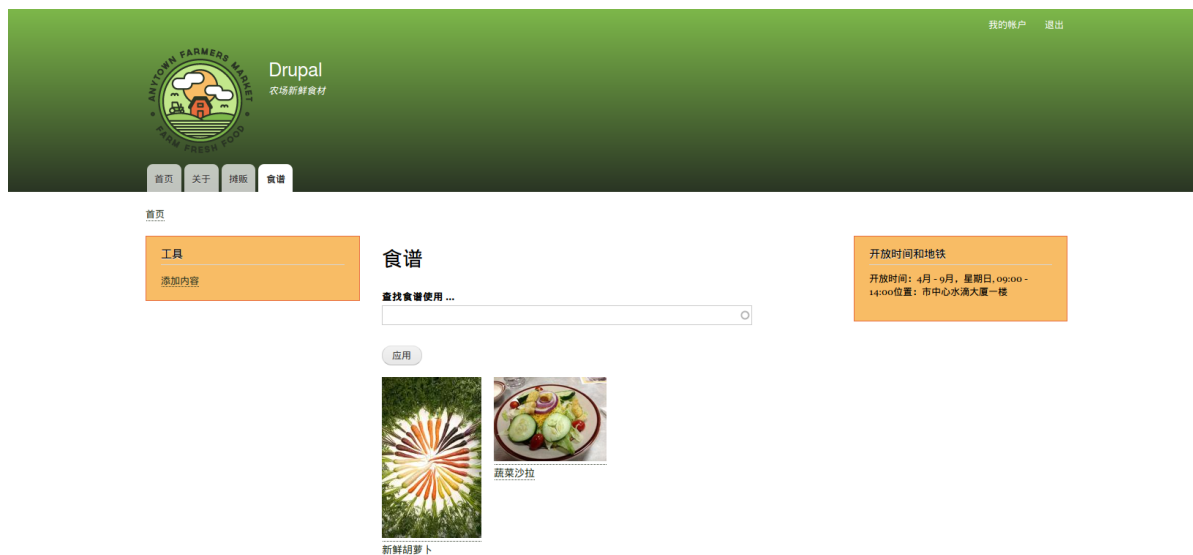 我的帐户 退出
ANYTOWN FARMERS MARKET
FARM FRESH FOOD
Drupal
农场新鲜食材
首页 关于 摊贩 食谱
首页
工具
添加内容
食谱
查找食谱使用 ...
应用
新鲜胡萝卜
蔬菜沙拉
开放时间和地铁
开放时间：4月 - 9月，星期日, 09:00 -
14:00位置：市中心水滴大厦一楼